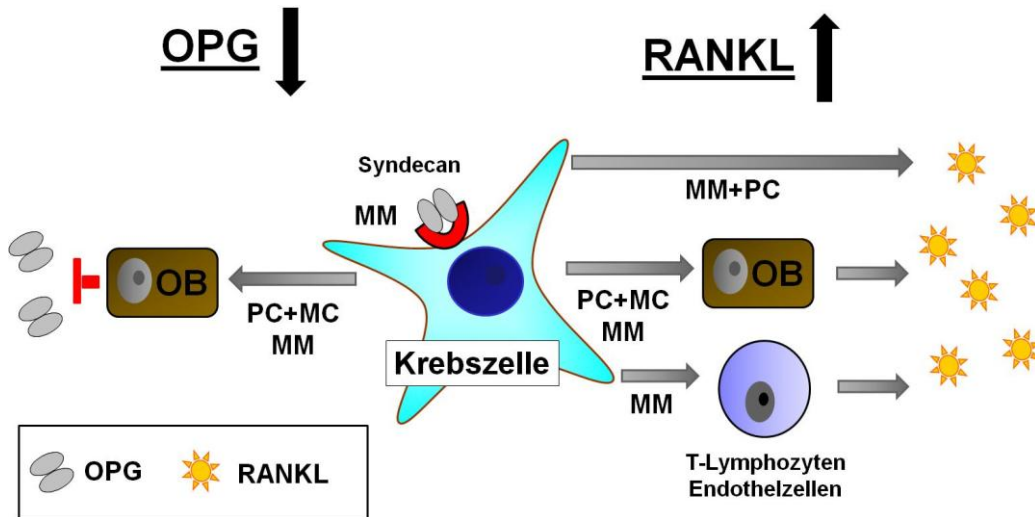 OPG
RANKL
Syndecan
MM
MM+PC
OB
PC+MC
MM
Krebszelle
PC+MC
MM
OB
MM
T-Lymphozyten
Endothelzellen
OPG
RANKL